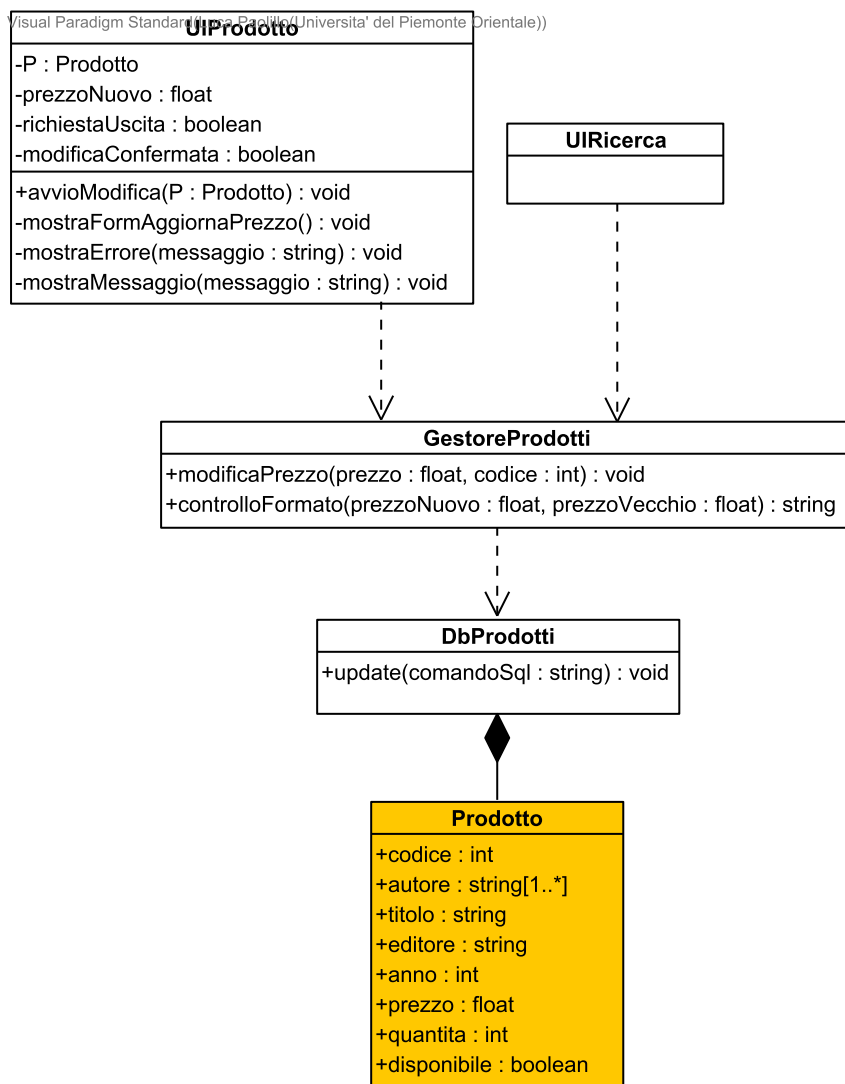 Visual Paradigm Standard(Luca Paolillo(Universita' del Piemonte Orientale))
UIProdotto
-P : Prodotto
-prezzoNuovo : float
-richiestaUscita : boolean
-modificaConfermata : boolean
+avvioModifica(P : Prodotto) : void
-mostraFormAggiornaPrezzo() : void
-mostraErrore(messaggio : string) : void
-mostraMessaggio(messaggio : string) : void
UIRicerca
GestoreProdotti
+modificaPrezzo(prezzo : float, codice : int) : void
+controlloFormato(prezzoNuovo : float, prezzoVecchio : float) : string
DbProdotti
+update(comandoSql : string) : void
Prodotto
+codice : int
+autore : string[1..*]
+titolo : string
+editore : string
+anno : int
+prezzo : float
+quantita : int
+disponibile : boolean